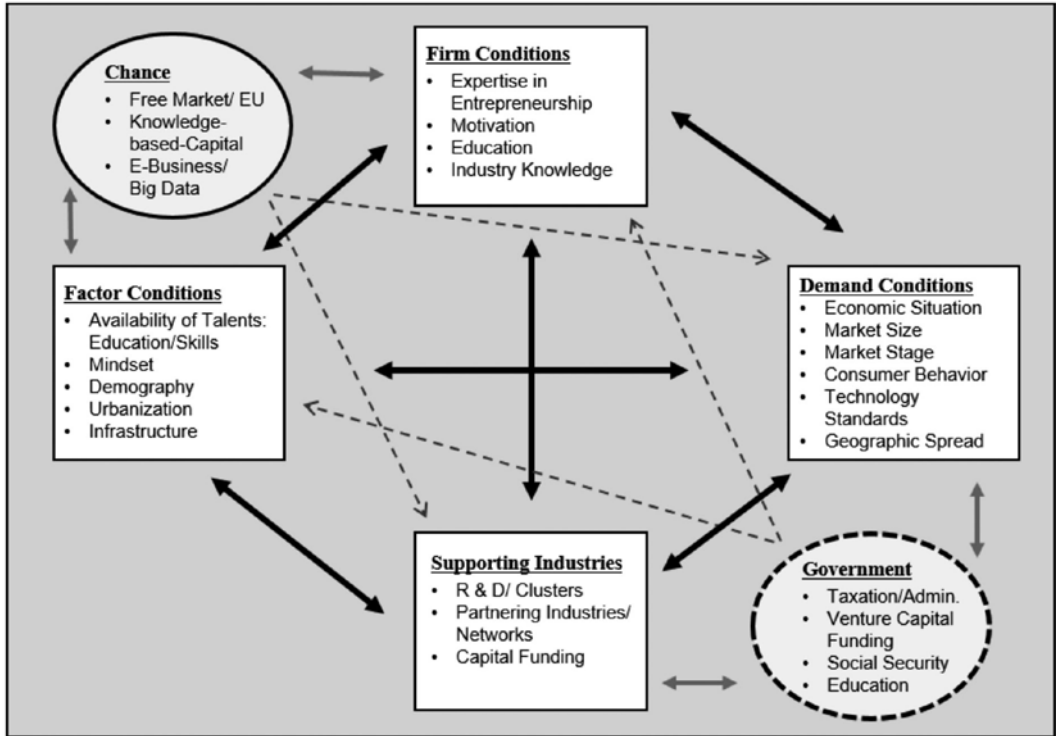 Chance
• Free Market/ EU
• Knowledge-
based-Capital
• E-Business/
Big Data
Firm Conditions
• Expertise in
Entrepreneurship
• Motivation
• Education
• Industry Knowledge
Factor Conditions
• Availability of Talents:
Education/Skills
• Mindset
• Demography
• Urbanization
• Infrastructure
Demand Conditions
• Economic Situation
• Market Size
• Market Stage
• Consumer Behavior
• Technology
Standards
• Geographic Spread
Supporting Industries
• R & D/ Clusters
• Partnering Industries/
Networks
• Capital Funding
Government
• Taxation/Admin.
• Venture Capital
Funding
• Social Security
• Education